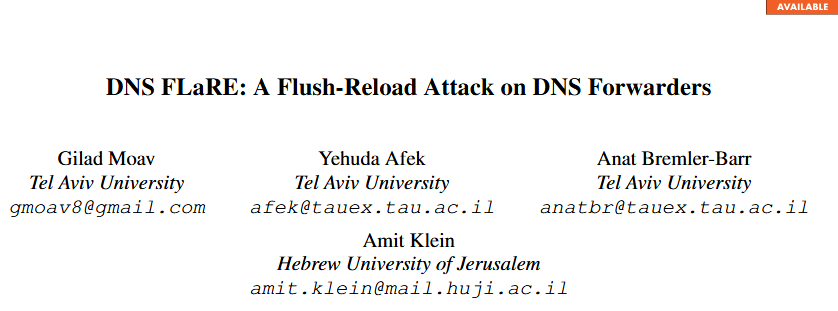 AVAILABLE
DNS FLaRE: A Flush-Reload Attack on DNS Forwarders
Gilad Moav
Tel Aviv University
gmoav8@gmail.com
Yehuda Afek
Tel Aviv University
afek@tauex.tau.ac.il
Anat Bremler-Barr
Tel Aviv University
anatbr@tauex.tau.ac.il
Amit Klein
Hebrew University of Jerusalem
amit.klein@mail.huji.ac.il